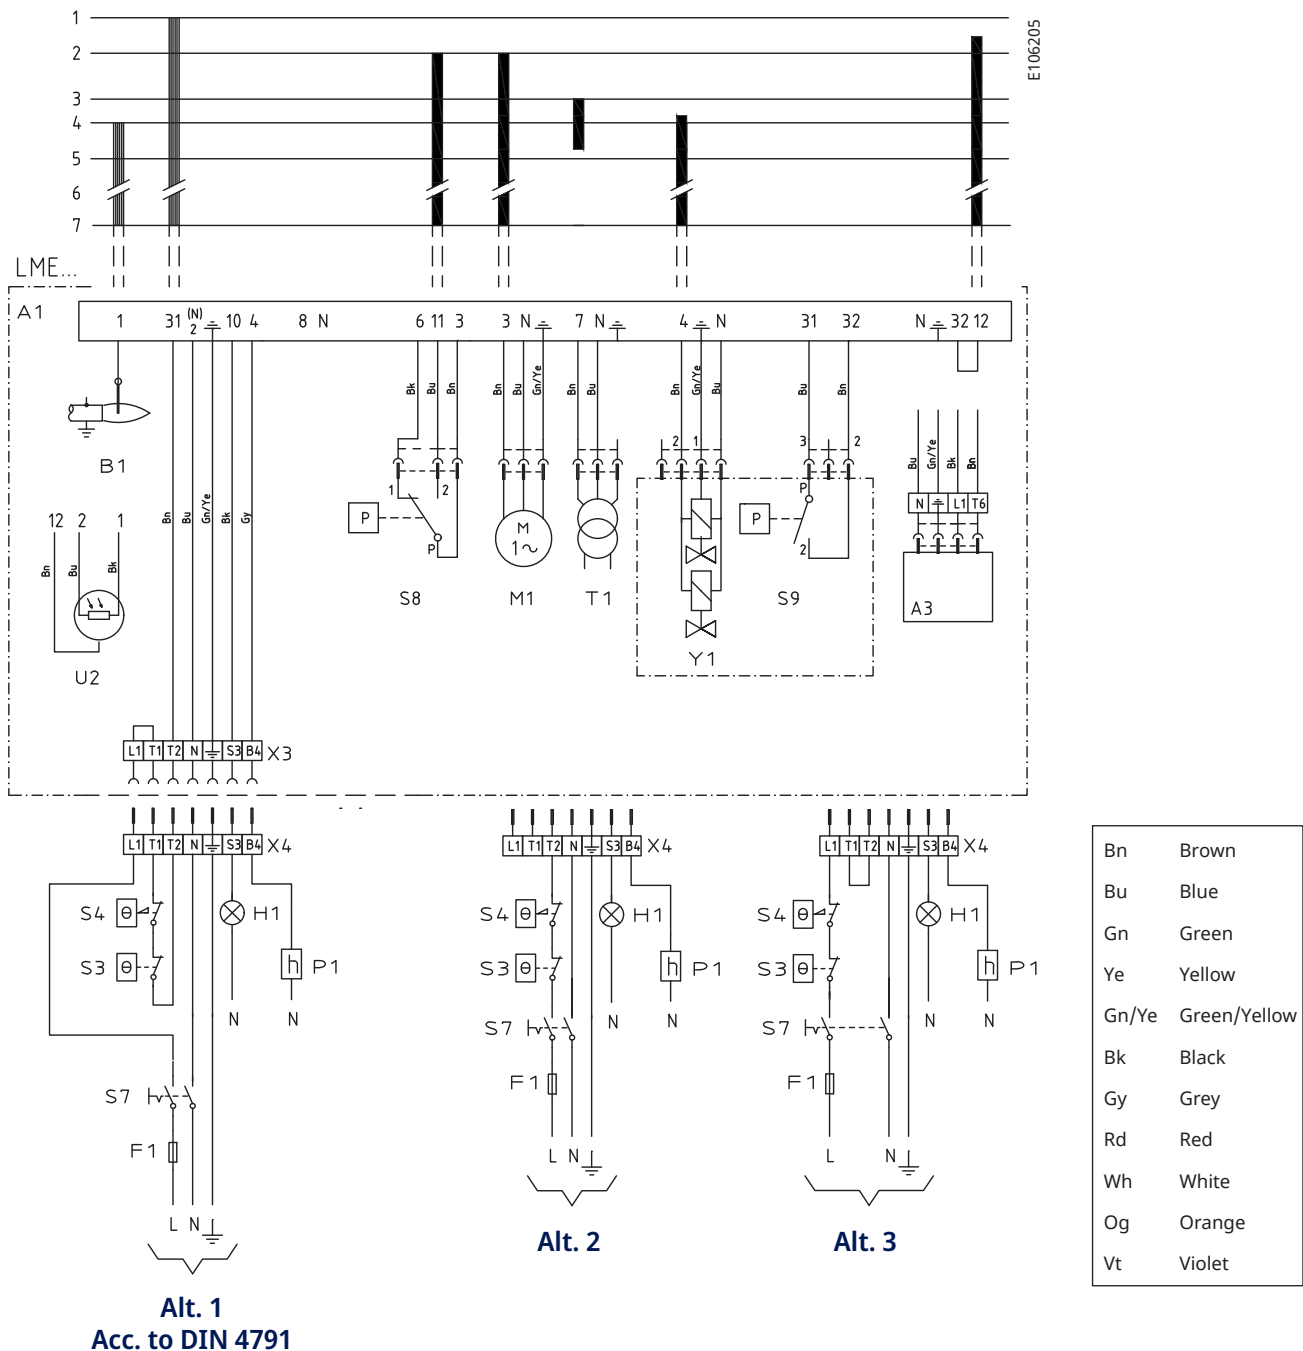 1
2
3
4
5
6
7
E106205
LME...
A1
1 31 (N) 2 10 4 8 N 6 11 3 3 N 7 N 4 N 31 32 N 32 12
Bk Bu Bn Bn Bu Gn/Ye Bn Bu Bn Gn/Ye Bu Bu Bn
B1
2 1 3 2
Bu Gn/Ye Bk Bn
N L1 T6
12 2 1
Bn Bu Bk
Bn Bu Gn/Ye Bk Gy
1 2
P
P
M
1~
P
P
2
A3
U2
S8
M1
T1
S9
Y1
L1 T1 T2 N S3 B4 X3
L1 T1 T2 N S3 B4 X4
S4 θ H1
S3 θ h P1
N N
S7
F1
L N
Alt. 1
Acc. to DIN 4791
L1 T1 T2 N S3 B4 X4
S4 θ H1
S3 θ h P1
N N
S7
F1
L N
Alt. 2
L1 T1 T2 N S3 B4 X4
S4 θ H1
S3 θ h P1
N N
S7
F1
L N
Alt. 3
Bn Brown
Bu Blue
Gn Green
Ye Yellow
Gn/Ye Green/Yellow
Bk Black
Gy Grey
Rd Red
Wh White
Og Orange
Vt Violet